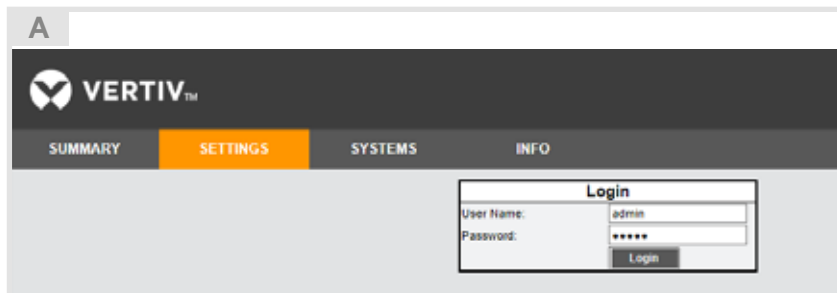 A
VERTIV™
SUMMARY SETTINGS SYSTEMS INFO
Login
User Name: admin
Password: •••••
Login